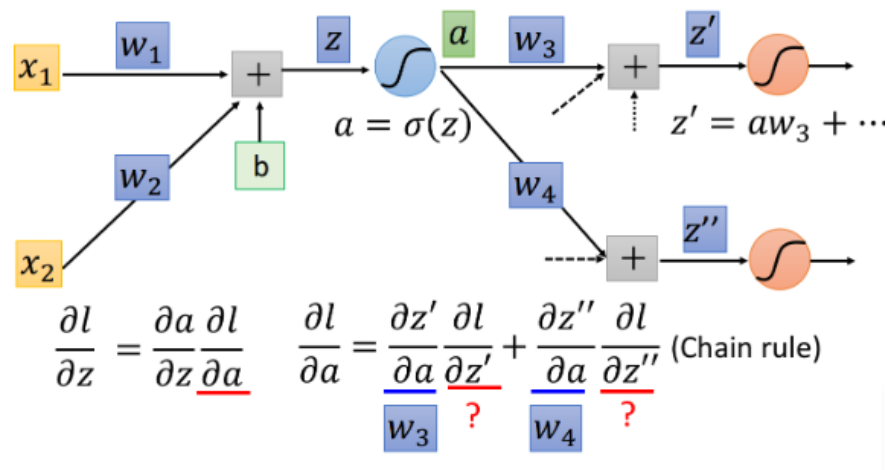 x₁ w₁ + z a w₃ + z′
a = σ(z) z′ = aw₃ + ⋯
w₂ b w₄
x₂ + z″
∂l/∂z = ∂a/∂z ∂l/∂a ∂l/∂a = ∂z′/∂a ∂l/∂z′ + ∂z″/∂a ∂l/∂z″ (Chain rule)
w₃ ? w₄ ?